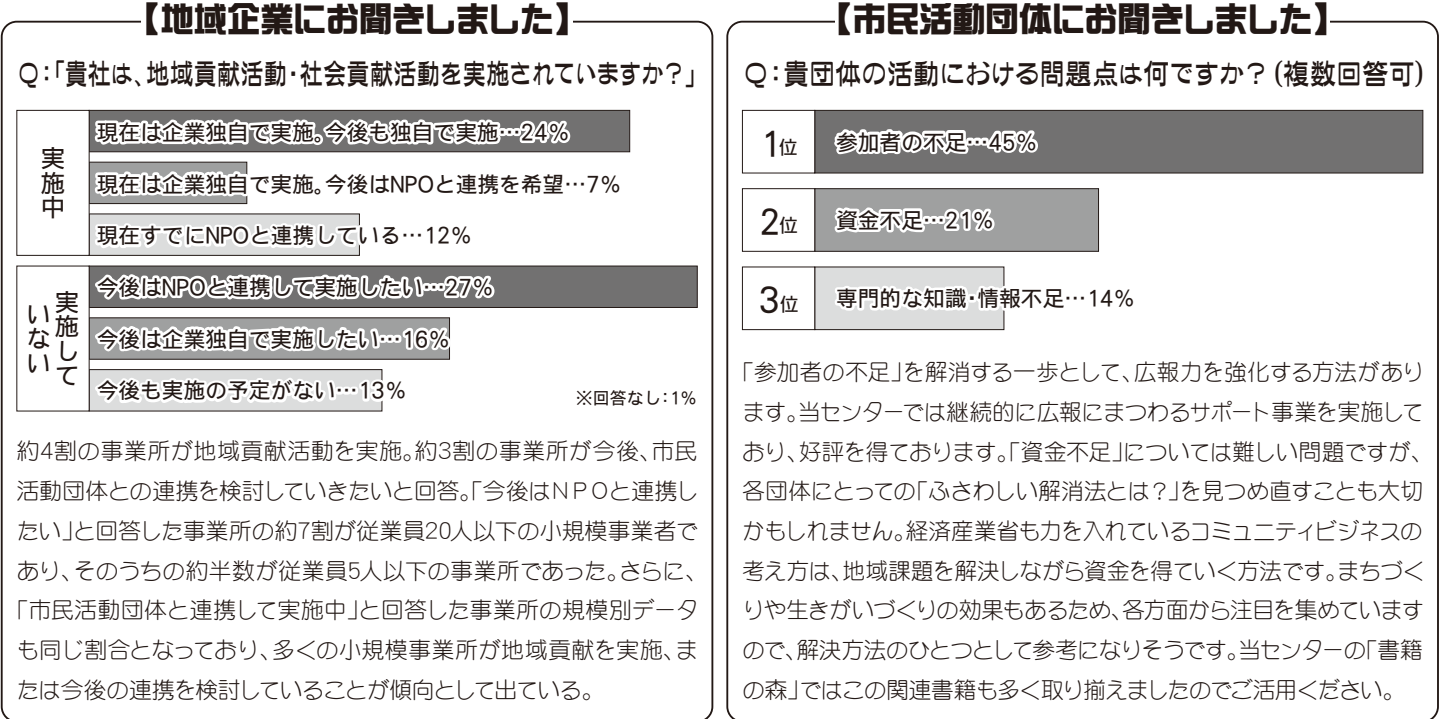 【地域企業にお聞きしました】
Q:「貴社は、地域貢献活動・社会貢献活動を実施されていますか?」
実施中
現在は企業独自で実施。今後も独自で実施…24%
現在は企業独自で実施。今後はNPOと連携を希望…7%
現在すでにNPOと連携している…12%
実施していない
今後はNPOと連携して実施したい…27%
今後は企業独自で実施したい…16%
今後も実施の予定がない…13%
※回答なし:1%
約4割の事業所が地域貢献活動を実施。約3割の事業所が今後、市民
活動団体との連携を検討していきたいと回答。「今後はNPOと連携し
たい」と回答した事業所の約7割が従業員20人以下の小規模事業者で
あり、そのうちの約半数が従業員5人以下の事業所であった。さらに、
「市民活動団体と連携して実施中」と回答した事業所の規模別データ
も同じ割合となっており、多くの小規模事業所が地域貢献を実施、ま
たは今後の連携を検討していることが傾向として出ている。
【市民活動団体にお聞きしました】
Q:貴団体の活動における問題点は何ですか?(複数回答可)
1位 参加者の不足…45%
2位 資金不足…21%
3位 専門的な知識・情報不足…14%
「参加者の不足」を解消する一歩として、広報力を強化する方法があり
ます。当センターでは継続的に広報にまつわるサポート事業を実施して
おり、好評を得ております。「資金不足」については難しい問題ですが、
各団体にとっての「ふさわしい解消法とは?」を見つめ直すことも大切
かもしれません。経済産業省も力を入れているコミュニティビジネスの
考え方は、地域課題を解決しながら資金を得ていく方法です。まちづく
りや生きがいづくりの効果もあるため、各方面から注目を集めています
ので、解決方法のひとつとして参考になりそうです。当センターの「書籍
の森」ではこの関連書籍も多く取り揃えましたのでご活用ください。